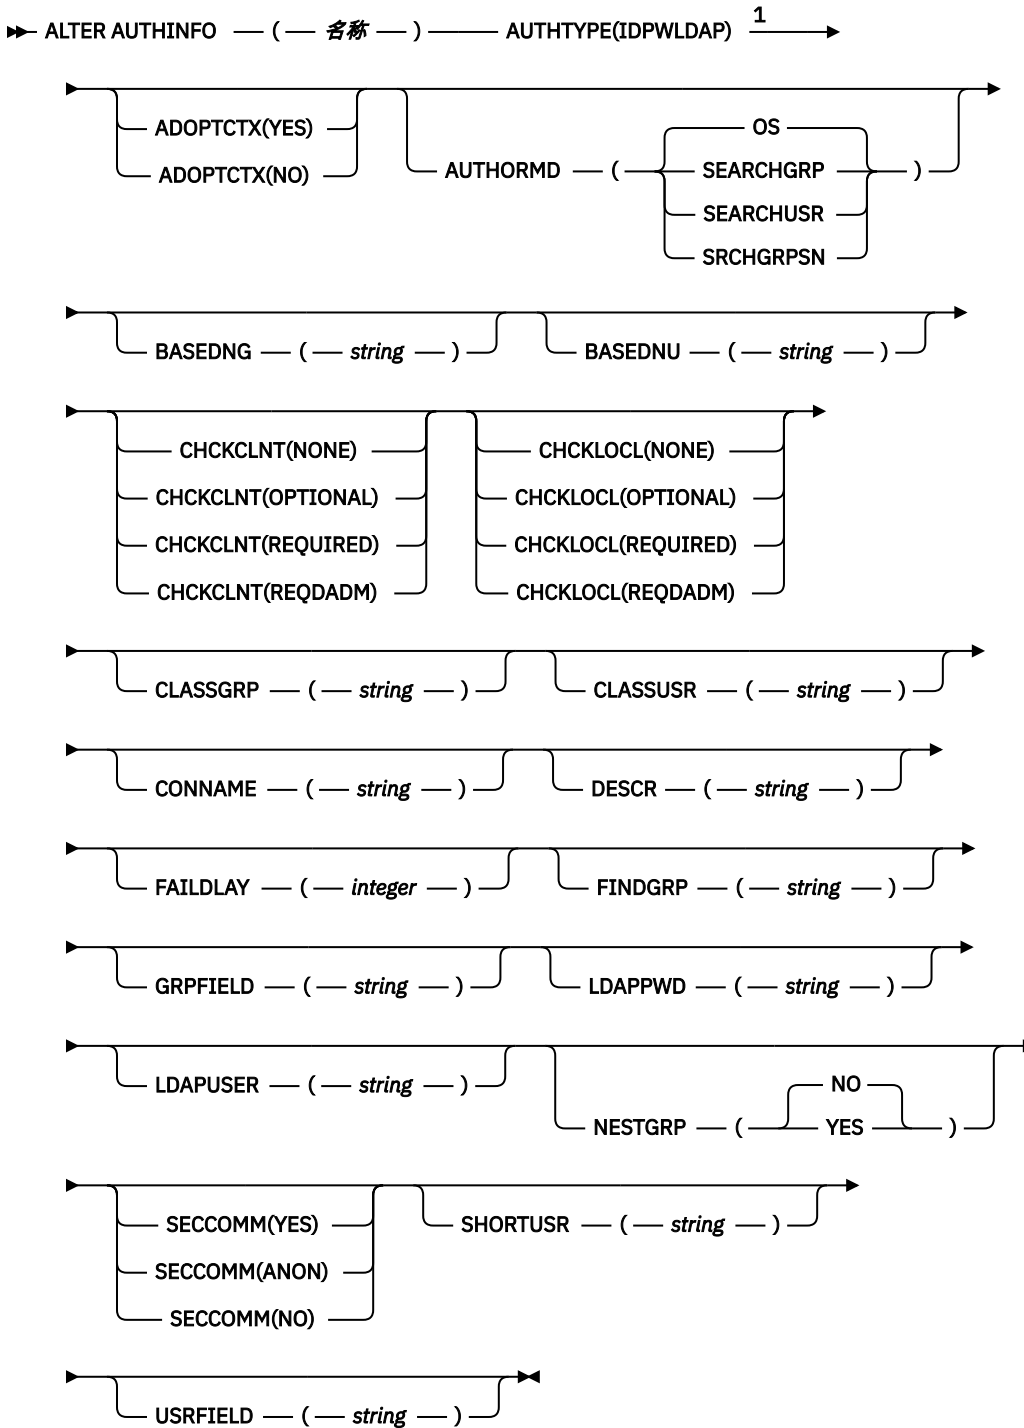 ALTER AUTHINFO ( 名称 ) AUTHTYPE(IDPWLDAP) 1
ADOPTCTX(YES)
ADOPTCTX(NO)
AUTHORMD ( OS
SEARCHGRP )
SEARCHUSR
SRCHGRPSN
BASEDNG ( string ) BASEDNU ( string )
CHCKCLNT(NONE) CHCKLOCL(NONE)
CHCKCLNT(OPTIONAL) CHCKLOCL(OPTIONAL)
CHCKCLNT(REQUIRED) CHCKLOCL(REQUIRED)
CHCKCLNT(REQDADM) CHCKLOCL(REQDADM)
CLASSGRP ( string ) CLASSUSR ( string )
CONNAME ( string ) DESCR ( string )
FAILDLAY ( integer ) FINDGRP ( string )
GRPFIELD ( string ) LDAPPWD ( string )
LDAPUSER ( string )
NO
NESTGRP ( YES )
SECCOMM(YES) SHORTUSR ( string )
SECCOMM(ANON)
SECCOMM(NO)
USRFIELD ( string )